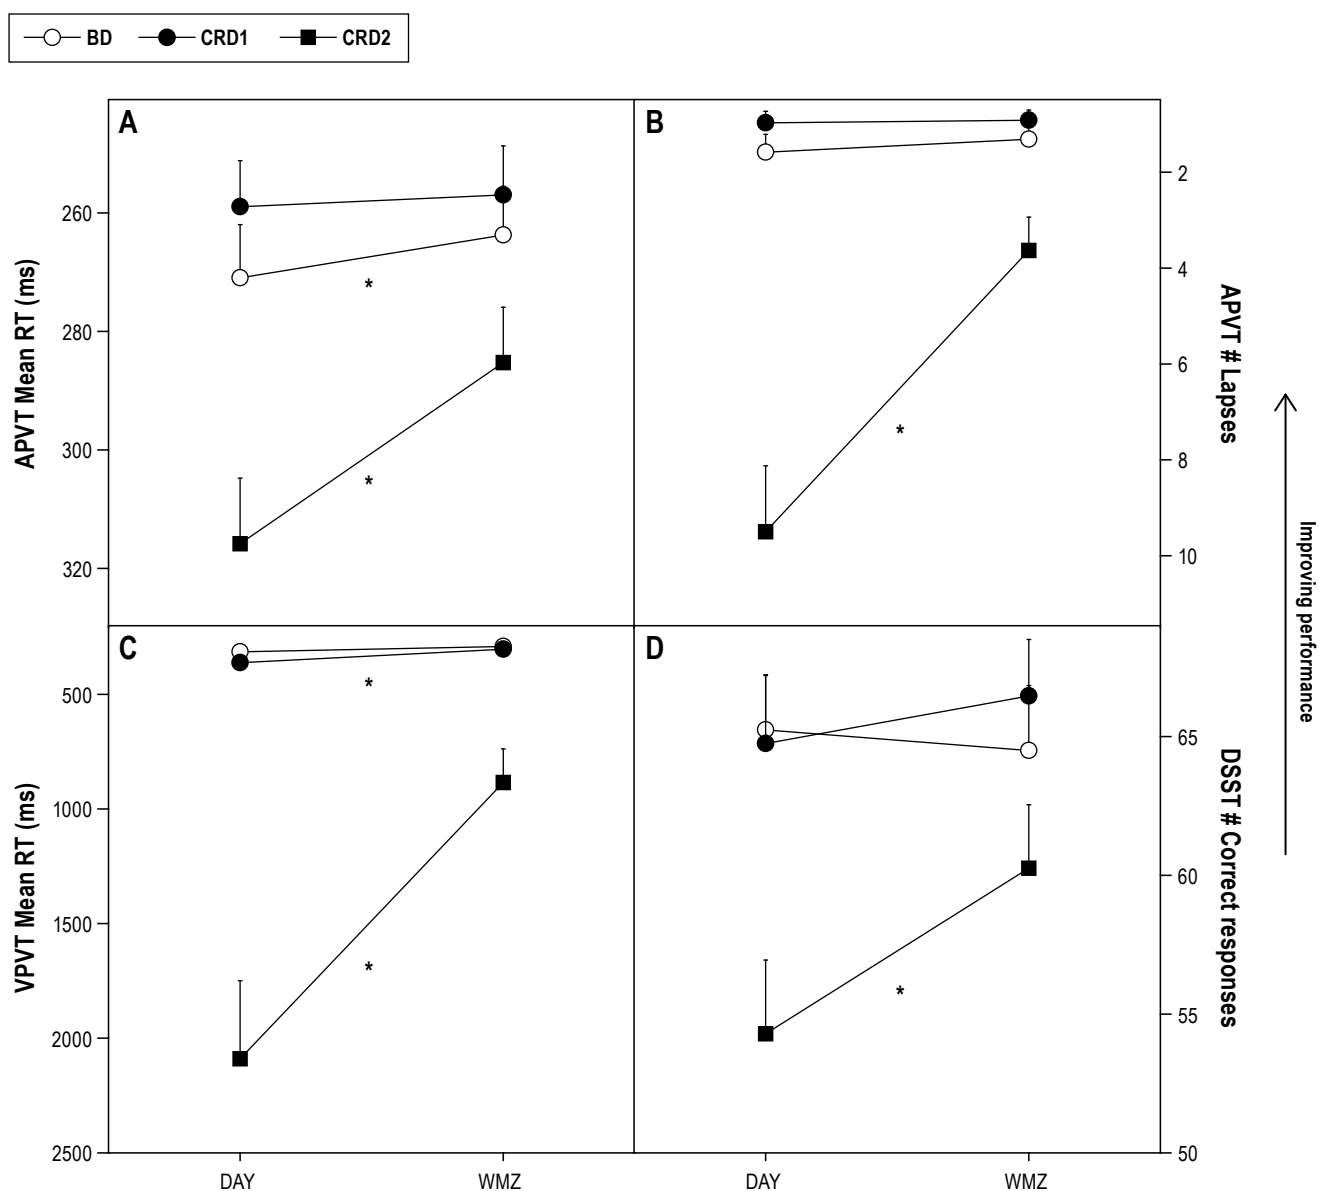 BD CRD1 CRD2
A
APVT Mean RT (ms)
260
280
300
320
*
*
B
2
4
6
8
10
APVT # Lapses
*
C
VPVT Mean RT (ms)
500
1000
1500
2000
2500
*
*
DAY WMZ
D
65
60
55
50
DSST # Correct responses
*
DAY WMZ
Improving performance